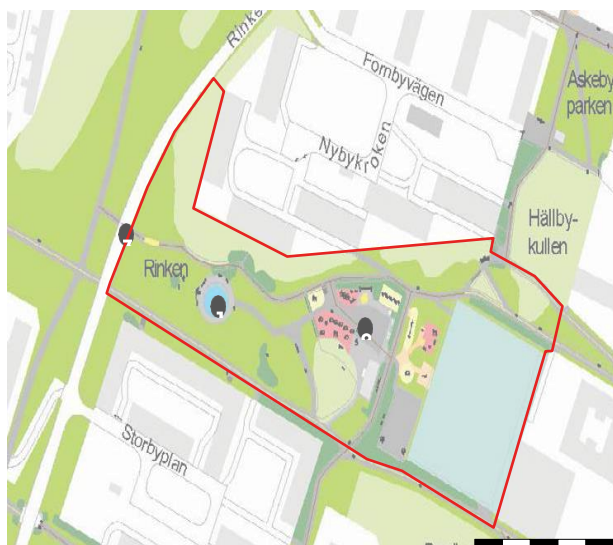 Rinke
Fornbyvägen
Askeby
parken
Nybykroken
Hällby-
kullen
Rinken
Storbyplan